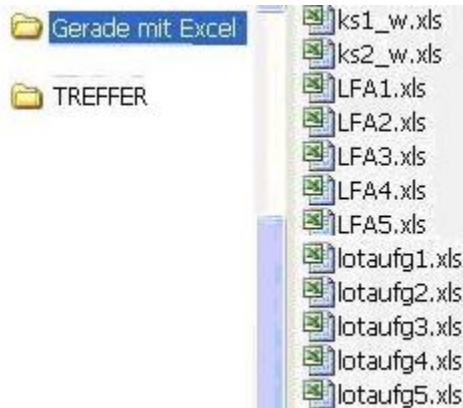 Gerade mit Excel
TREFFER
ks1_w.xls
ks2_w.xls
LFA1.xls
LFA2.xls
LFA3.xls
LFA4.xls
LFA5.xls
lotaufg1.xls
lotaufg2.xls
lotaufg3.xls
lotaufg4.xls
lotaufg5.xls